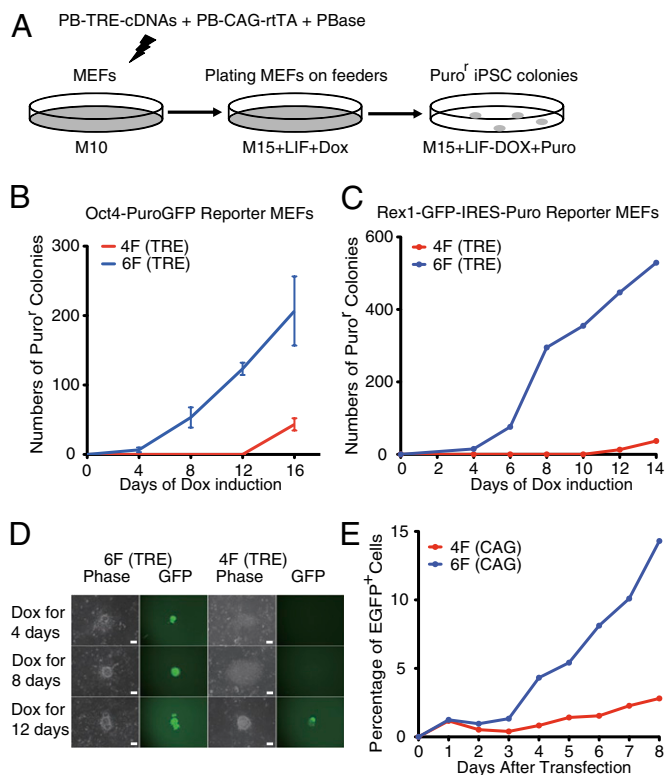 A
PB-TRE-cDNAs + PB-CAG-rtTA + PBase
MEFs
Plating MEFs on feeders
Puroʳ iPSC colonies
M10
M15+LIF+Dox
M15+LIF-DOX+Puro
B
Oct4-PuroGFP Reporter MEFs
4F (TRE)
6F (TRE)
Numbers of Puroʳ Colonies
300
200
100
0
0 4 8 12 16
Days of Dox induction
C
Rex1-GFP-IRES-Puro Reporter MEFs
4F (TRE)
6F (TRE)
Numbers of Puroʳ Colonies
600
400
200
0
0 2 4 6 8 10 12 14
Days of Dox induction
D
6F (TRE) 4F (TRE)
Phase GFP Phase GFP
Dox for
4 days
Dox for
8 days
Dox for
12 days
E
4F (CAG)
6F (CAG)
Percentage of EGFP⁺Cells
15
10
5
0
0 1 2 3 4 5 6 7 8
Days After Transfection